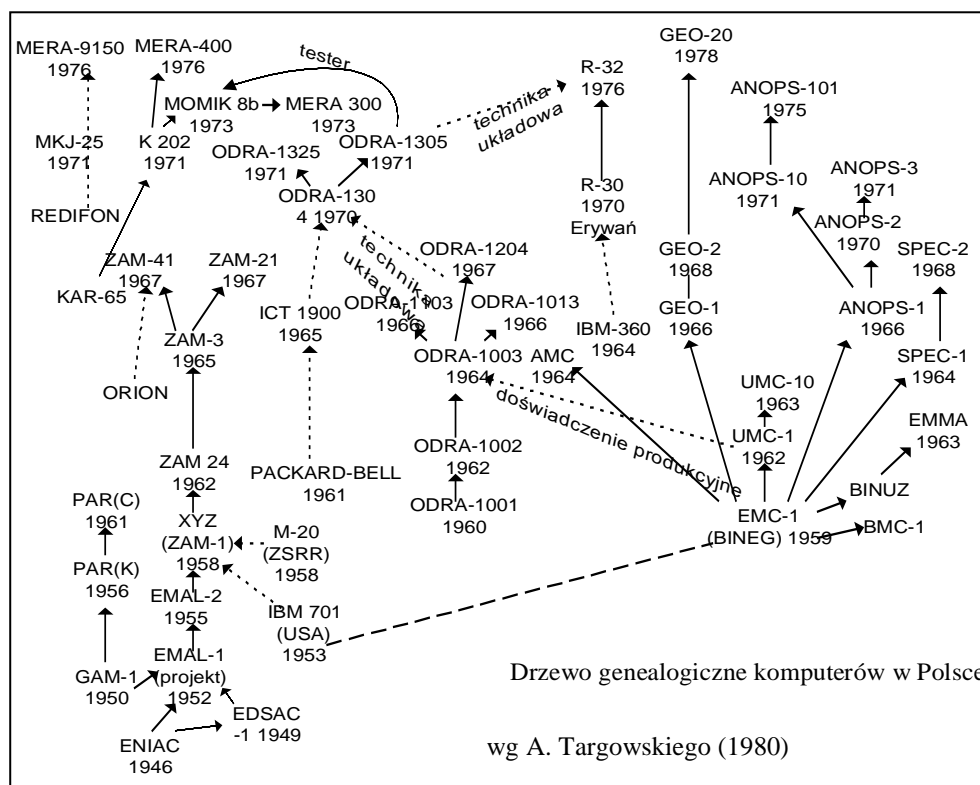 MERA-9150
1976
MERA-400
1976
tester
GEO-20
1978
R-32
1976
ANOPS-101
1975
MOMIK 8b
1973
MERA 300
1973
technika
układowa
MKJ-25
1971
K 202
1971
ODRA-1325
1971
ODRA-1305
1971
ANOPS-10
1971
ANOPS-3
1971
REDIFON
ODRA-130
4 1970
R-30
1970
Erywań
ANOPS-2
1970
ZAM-41
1967
ZAM-21
1967
technika
układowa
ODRA-1204
1967
GEO-2
1968
SPEC-2
1968
KAR-65
ICT 1900
1965
ODRA-1103
1966
ODRA-1013
1966
IBM-360
1964
GEO-1
1966
ANOPS-1
1966
ZAM-3
1965
ODRA-1003
1964
AMC
1964
SPEC-1
1964
ORION
doświadczenie produkcyjne
UMC-10
1963
EMMA
1963
ZAM 24
1962
PACKARD-BELL
1961
ODRA-1002
1962
UMC-1
1962
PAR(C)
1961
ODRA-1001
1960
BINUZ
XYZ
(ZAM-1)
1958
M-20
(ZSRR)
1958
EMC-1
(BINEG) 1959
BMC-1
PAR(K)
1956
EMAL-2
1955
IBM 701
(USA)
1953
GAM-1
1950
EMAL-1
(projekt)
1952
Drzewo genealogiczne komputerów w Polsce
EDSAC
-1 1949
ENIAC
1946
wg A. Targowskiego (1980)